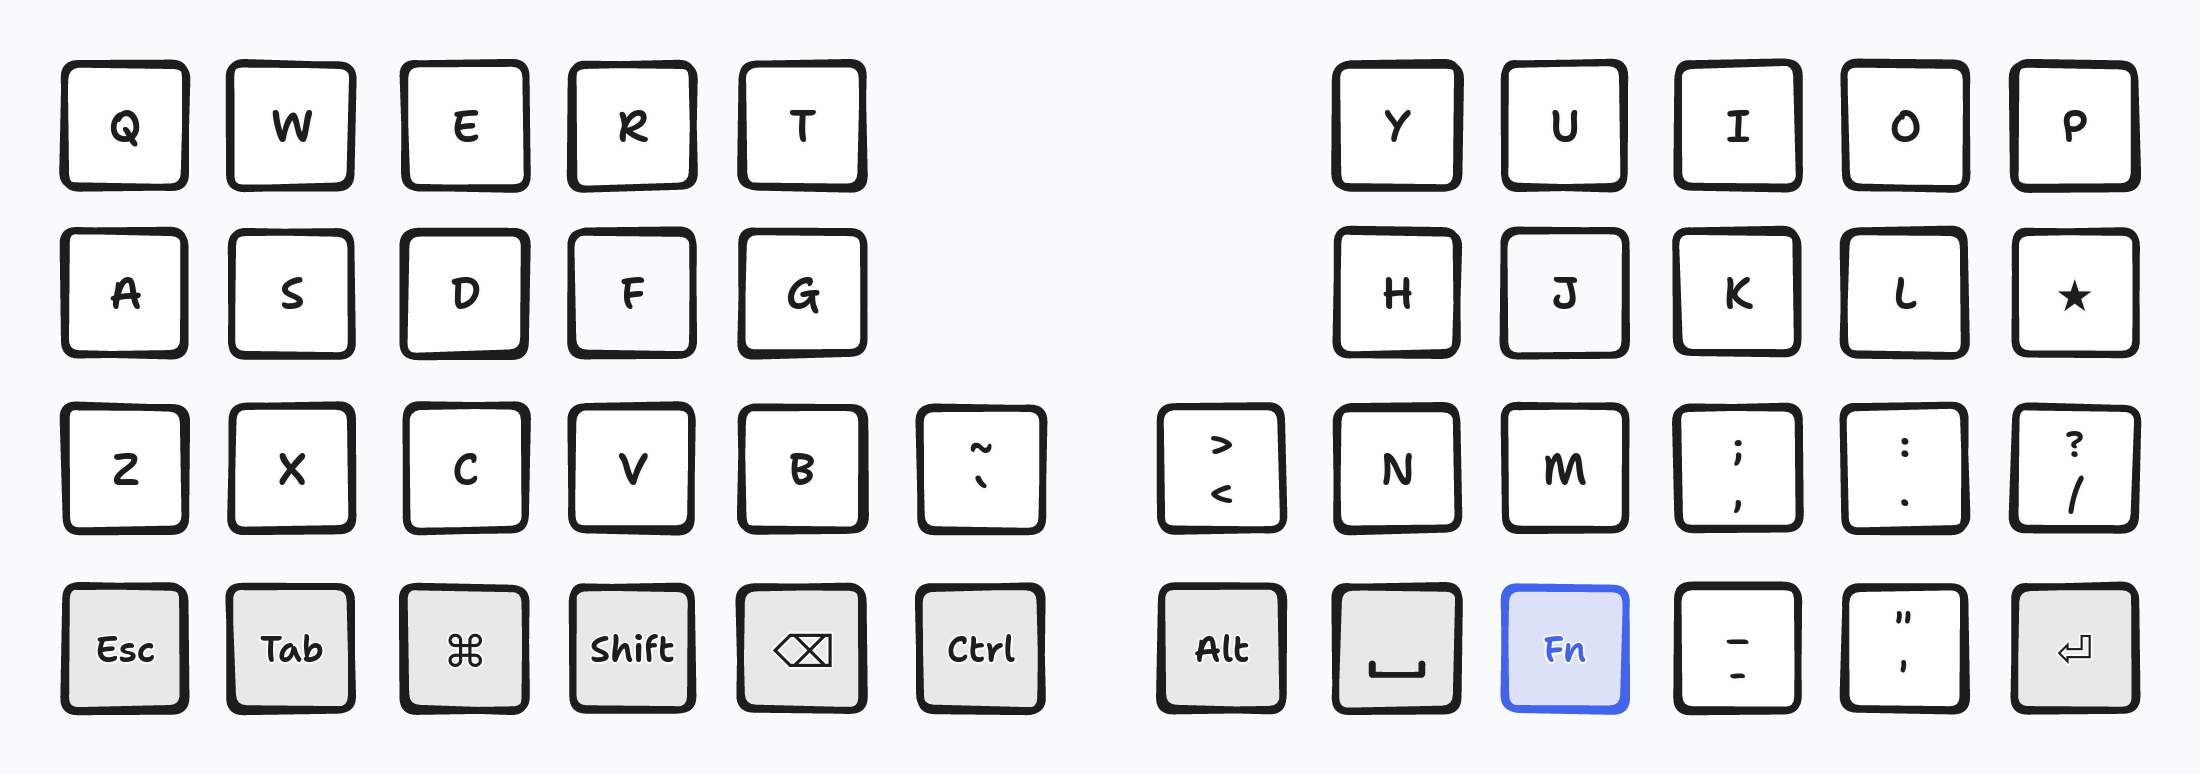 Q W E R T Y U I O P
A S D F G H J K L ★
Z X C V B ~ ` > < N M ; , : . ? /
Esc Tab ⌘ Shift ⌫ Ctrl Alt ⎵ Fn _ - " ' ⏎